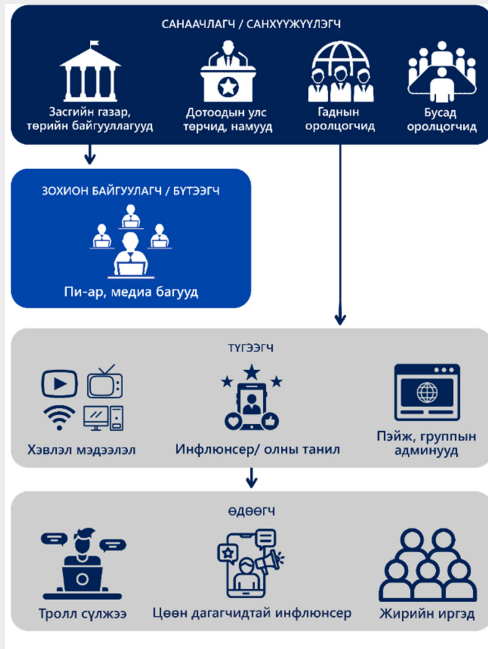 САНААЧЛАГЧ / САНХҮҮЖҮҮЛЭГЧ
Засгийн газар,
төрийн байгууллагууд
Дотоодын улс
төрчид, намууд
Гаднын
оролцогчид
Бусад
оролцогчид
ЗОХИОН БАЙГУУЛАГЧ / БҮТЭЭГЧ
Пи-ар, медиа багууд
ТҮГЭЭГЧ
Хэвлэл мэдээлэл
Инфлюнсер/ олны танил
Пэйж, группын
админууд
ӨДӨӨГЧ
Тролл сүлжээ
Цөөн дагагчидтай инфлюнсер
Жирийн иргэд